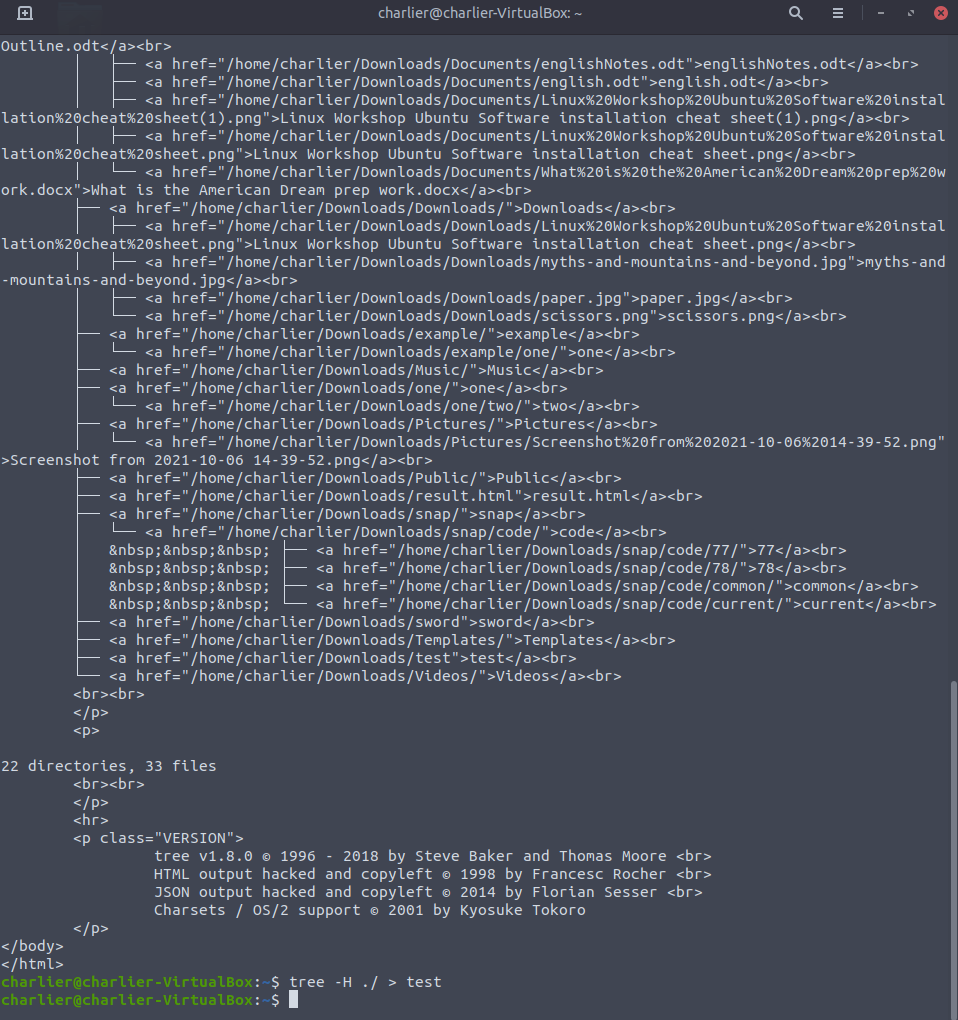 charlier@charlier-VirtualBox: ~
Outline.odt</a><br>
│   ├── <a href="/home/charlier/Downloads/Documents/englishNotes.odt">englishNotes.odt</a><br>
│   ├── <a href="/home/charlier/Downloads/Documents/english.odt">english.odt</a><br>
│   ├── <a href="/home/charlier/Downloads/Documents/Linux%20Workshop%20Ubuntu%20Software%20instal
lation%20cheat%20sheet(1).png">Linux Workshop Ubuntu Software installation cheat sheet(1).png</a><br>
│   ├── <a href="/home/charlier/Downloads/Documents/Linux%20Workshop%20Ubuntu%20Software%20instal
lation%20cheat%20sheet.png">Linux Workshop Ubuntu Software installation cheat sheet.png</a><br>
│   └── <a href="/home/charlier/Downloads/Documents/What%20is%20the%20American%20Dream%20prep%20w
ork.docx">What is the American Dream prep work.docx</a><br>
├── <a href="/home/charlier/Downloads/Downloads/">Downloads</a><br>
│   ├── <a href="/home/charlier/Downloads/Downloads/Linux%20Workshop%20Ubuntu%20Software%20instal
lation%20cheat%20sheet.png">Linux Workshop Ubuntu Software installation cheat sheet.png</a><br>
│   ├── <a href="/home/charlier/Downloads/Downloads/myths-and-mountains-and-beyond.jpg">myths-and
-mountains-and-beyond.jpg</a><br>
│   ├── <a href="/home/charlier/Downloads/Downloads/paper.jpg">paper.jpg</a><br>
│   └── <a href="/home/charlier/Downloads/Downloads/scissors.png">scissors.png</a><br>
├── <a href="/home/charlier/Downloads/example/">example</a><br>
│   └── <a href="/home/charlier/Downloads/example/one/">one</a><br>
├── <a href="/home/charlier/Downloads/Music/">Music</a><br>
├── <a href="/home/charlier/Downloads/one/">one</a><br>
│   └── <a href="/home/charlier/Downloads/one/two/">two</a><br>
├── <a href="/home/charlier/Downloads/Pictures/">Pictures</a><br>
│   └── <a href="/home/charlier/Downloads/Pictures/Screenshot%20from%202021-10-06%2014-39-52.png"
>Screenshot from 2021-10-06 14-39-52.png</a><br>
├── <a href="/home/charlier/Downloads/Public/">Public</a><br>
├── <a href="/home/charlier/Downloads/result.html">result.html</a><br>
├── <a href="/home/charlier/Downloads/snap/">snap</a><br>
│   └── <a href="/home/charlier/Downloads/snap/code/">code</a><br>
│   &nbsp;&nbsp;&nbsp; ├── <a href="/home/charlier/Downloads/snap/code/77/">77</a><br>
│   &nbsp;&nbsp;&nbsp; ├── <a href="/home/charlier/Downloads/snap/code/78/">78</a><br>
│   &nbsp;&nbsp;&nbsp; ├── <a href="/home/charlier/Downloads/snap/code/common/">common</a><br>
│   &nbsp;&nbsp;&nbsp; └── <a href="/home/charlier/Downloads/snap/code/current/">current</a><br>
├── <a href="/home/charlier/Downloads/sword">sword</a><br>
├── <a href="/home/charlier/Downloads/Templates/">Templates</a><br>
├── <a href="/home/charlier/Downloads/test">test</a><br>
└── <a href="/home/charlier/Downloads/Videos/">Videos</a><br>
<br><br>
</p>
<p>
22 directories, 33 files
<br><br>
</p>
<hr>
<p class="VERSION">
tree v1.8.0 © 1996 - 2018 by Steve Baker and Thomas Moore <br>
HTML output hacked and copyleft © 1998 by Francesc Rocher <br>
JSON output hacked and copyleft © 2014 by Florian Sesser <br>
Charsets / OS/2 support © 2001 by Kyosuke Tokoro
</p>
</body>
</html>
charlier@charlier-VirtualBox:~$ tree -H ./ > test
charlier@charlier-VirtualBox:~$